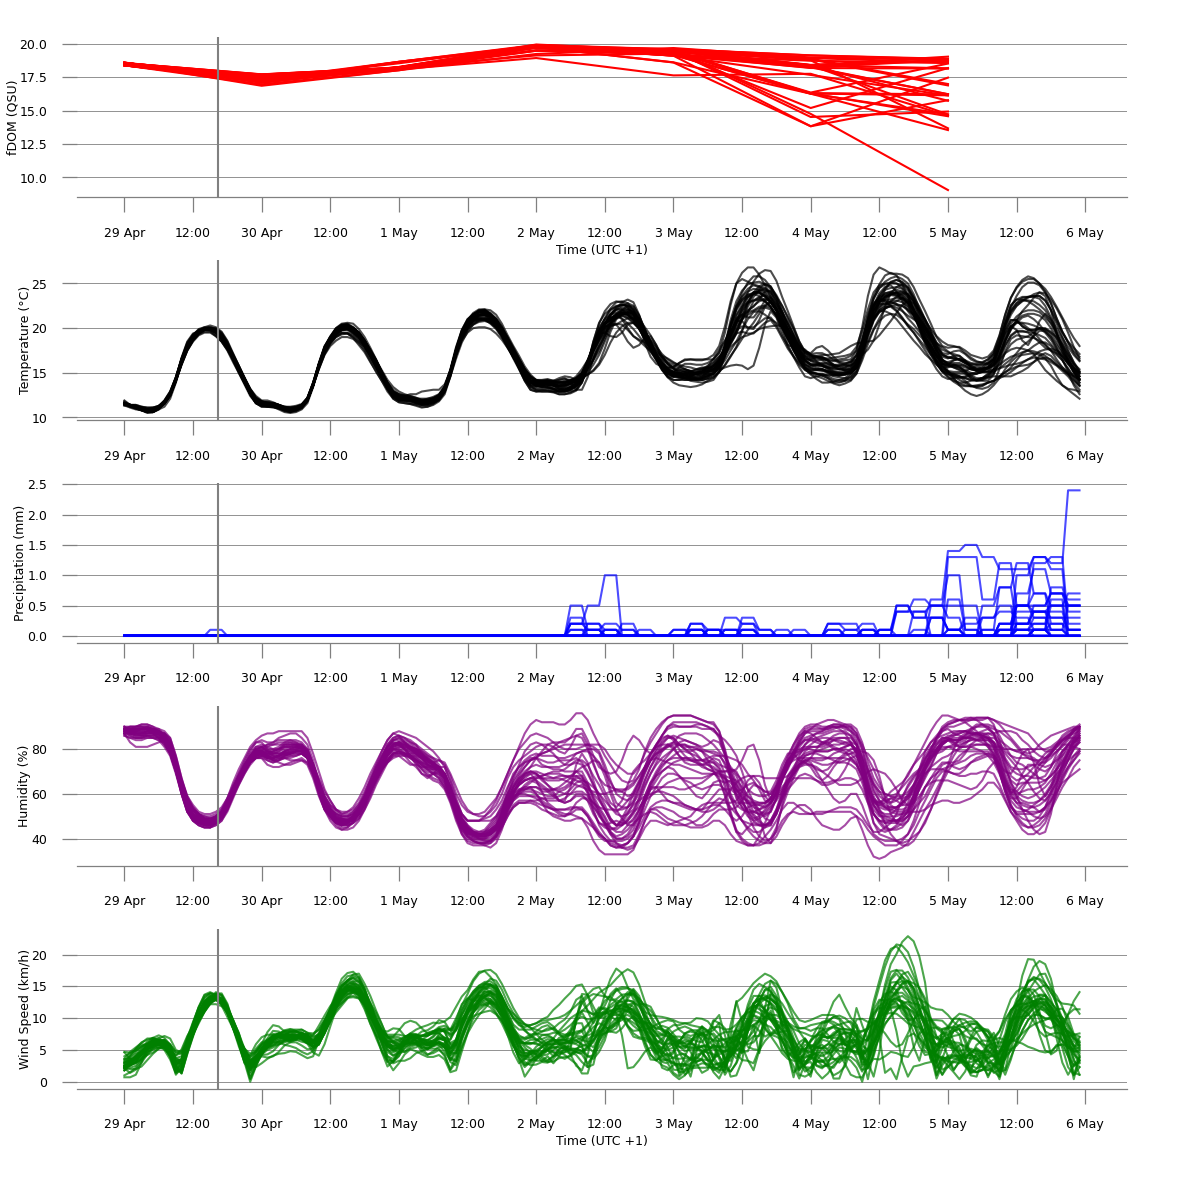 fDOM (QSU)
20.0
17.5
15.0
12.5
10.0
29 Apr 12:00 30 Apr 12:00 1 May 12:00 2 May 12:00 3 May 12:00 4 May 12:00 5 May 12:00 6 May
Time (UTC +1)
Temperature (°C)
25
20
15
10
29 Apr 12:00 30 Apr 12:00 1 May 12:00 2 May 12:00 3 May 12:00 4 May 12:00 5 May 12:00 6 May
Precipitation (mm)
2.5
2.0
1.5
1.0
0.5
0.0
29 Apr 12:00 30 Apr 12:00 1 May 12:00 2 May 12:00 3 May 12:00 4 May 12:00 5 May 12:00 6 May
Humidity (%)
80
60
40
29 Apr 12:00 30 Apr 12:00 1 May 12:00 2 May 12:00 3 May 12:00 4 May 12:00 5 May 12:00 6 May
Wind Speed (km/h)
20
15
10
5
0
29 Apr 12:00 30 Apr 12:00 1 May 12:00 2 May 12:00 3 May 12:00 4 May 12:00 5 May 12:00 6 May
Time (UTC +1)